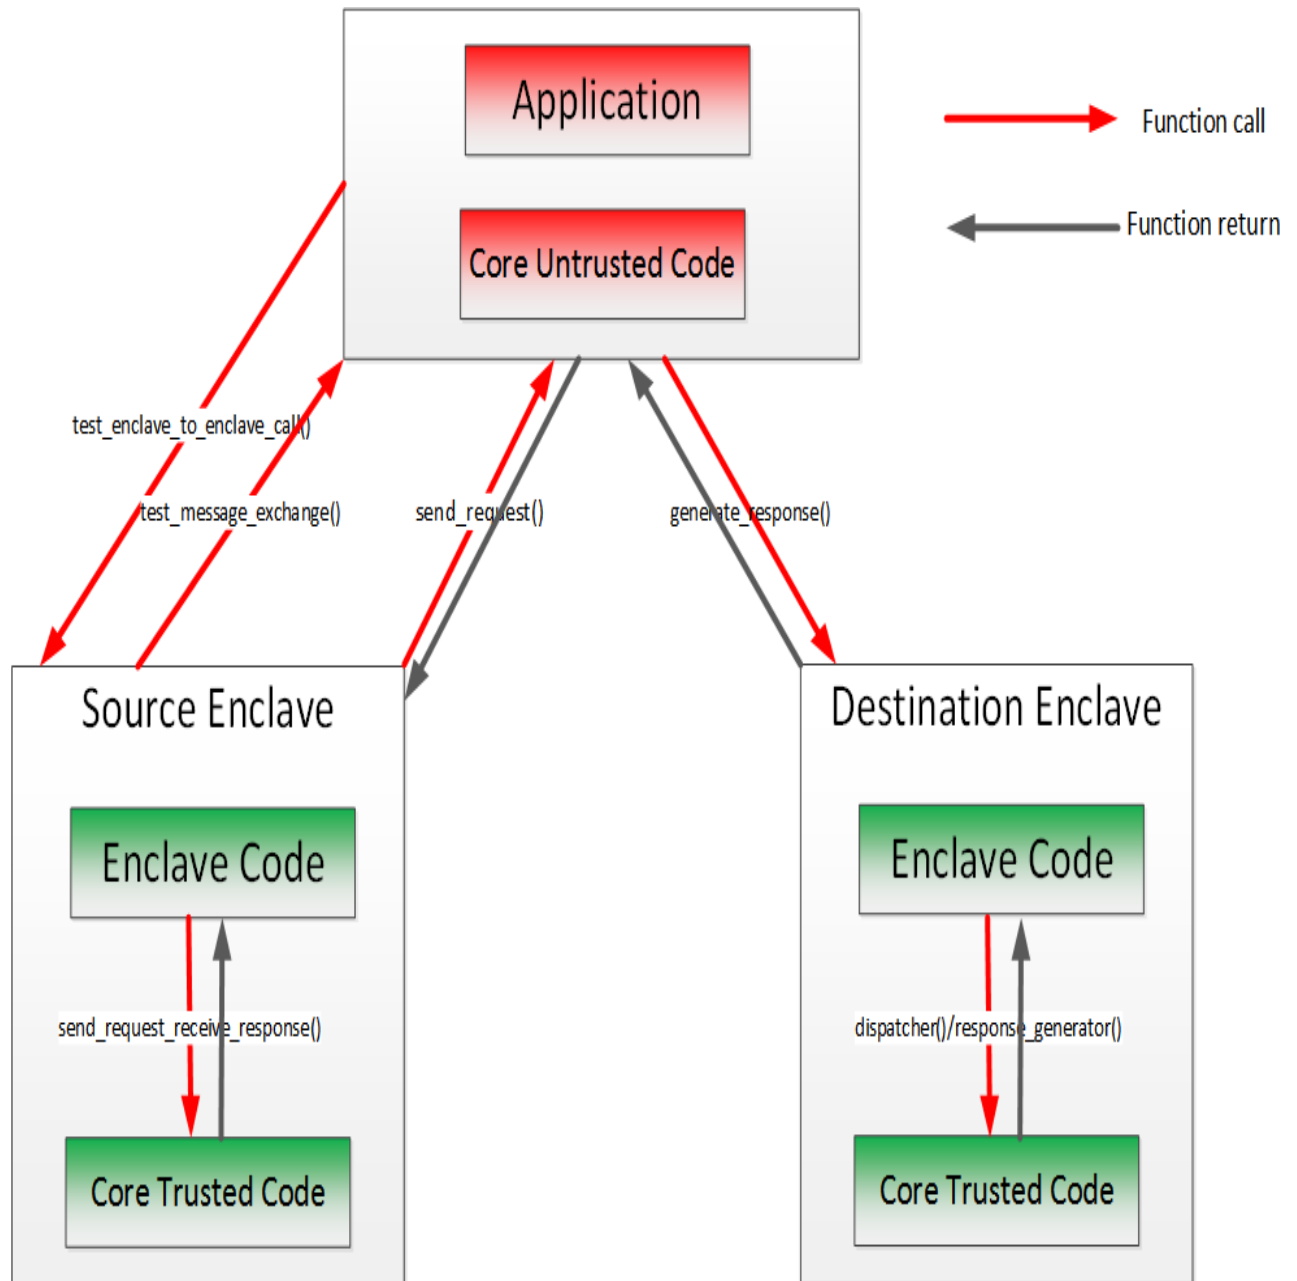 Application
Function call
Function return
Core Untrusted Code
test_enclave_to_enclave_call()
test_message_exchange()
send_request()
generate_response()
Source Enclave
Destination Enclave
Enclave Code
Enclave Code
send_request_receive_response()
dispatcher()/response_generator()
Core Trusted Code
Core Trusted Code